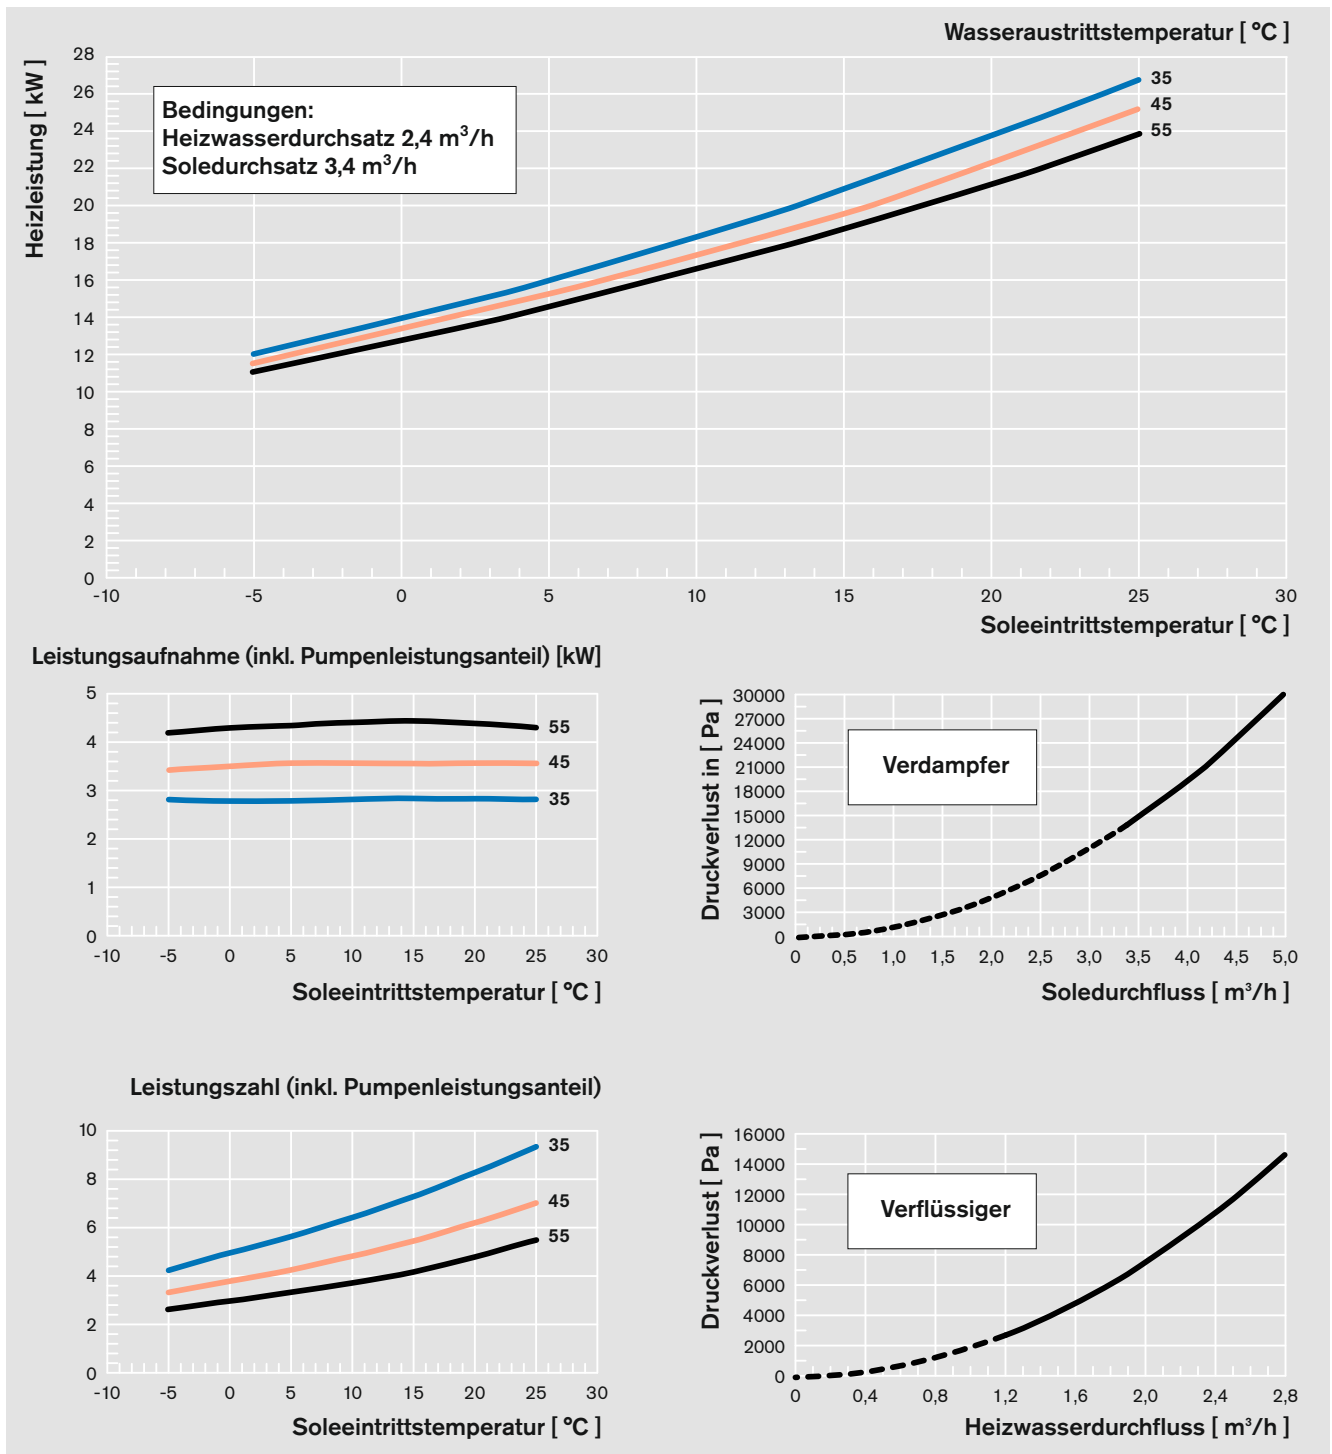 Wasseraustrittstemperatur [ °C ]
Heizleistung [ kW ]
28
26
24
22
20
18
16
14
12
10
8
6
4
2
0
Bedingungen:
Heizwasserdurchsatz 2,4 m³/h
Soledurchsatz 3,4 m³/h
35
45
55
-10 -5 0 5 10 15 20 25 30
Soleeintrittstemperatur [ °C ]
Leistungsaufnahme (inkl. Pumpenleistungsanteil) [kW]
5
4
3
2
1
0
55
45
35
-10 -5 0 5 10 15 20 25 30
Soleeintrittstemperatur [ °C ]
Druckverlust in [ Pa ]
30000
27000
24000
21000
18000
15000
12000
9000
6000
3000
0
Verdampfer
0 0,5 1,0 1,5 2,0 2,5 3,0 3,5 4,0 4,5 5,0
Soledurchfluss [ m³/h ]
Leistungszahl (inkl. Pumpenleistungsanteil)
10
8
6
4
2
0
35
45
55
-10 -5 0 5 10 15 20 25 30
Soleeintrittstemperatur [ °C ]
Druckverlust [ Pa ]
16000
14000
12000
10000
8000
6000
4000
2000
0
Verflüssiger
0 0,4 0,8 1,2 1,6 2,0 2,4 2,8
Heizwasserdurchfluss [ m³/h ]